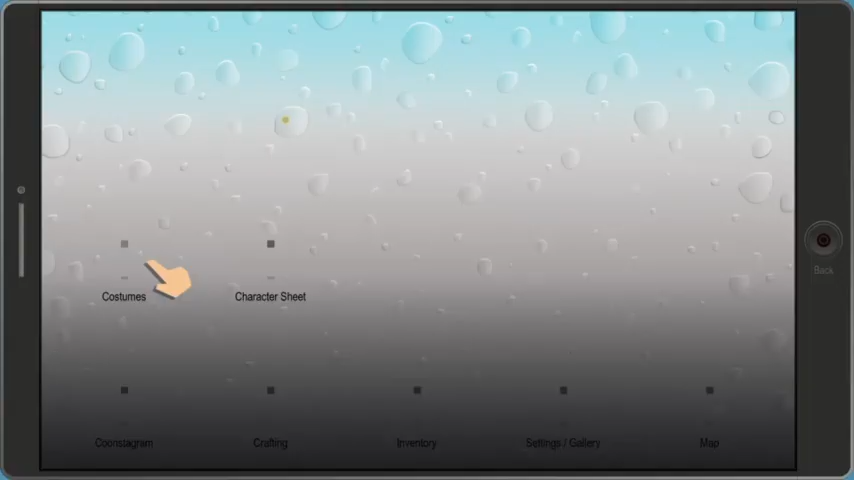 Back
Costumes
Character Sheet
Coonstagram
Crafting
Inventory
Settings / Gallery
Map